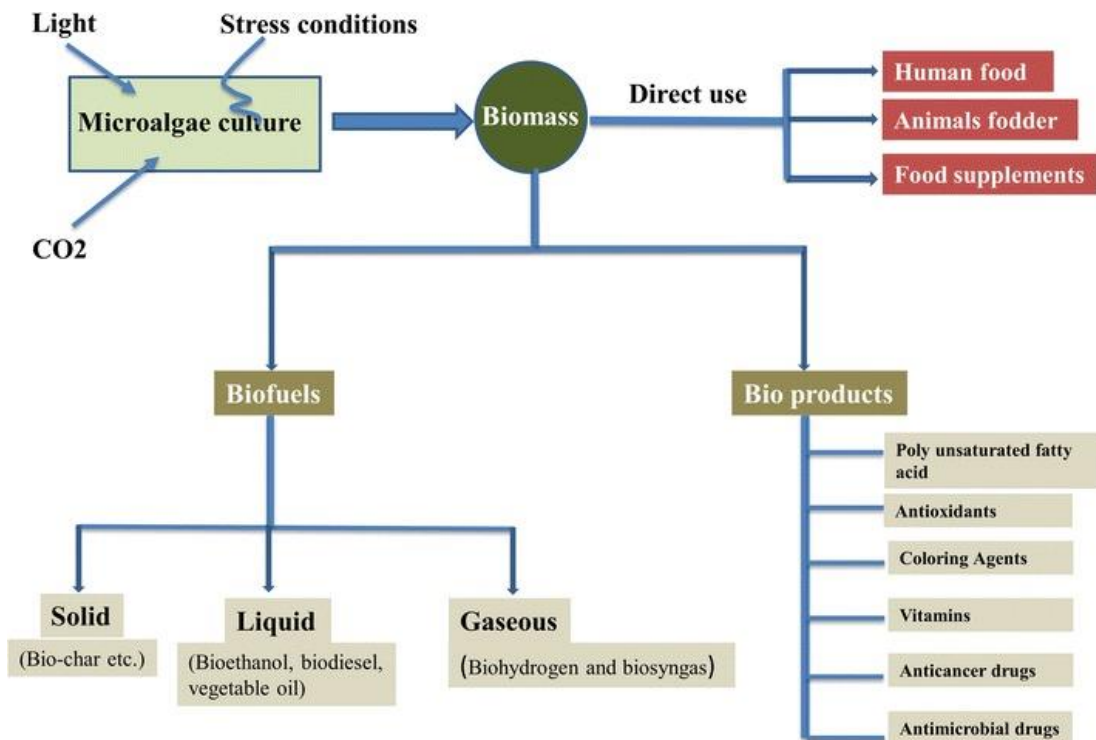 Light
Stress conditions
Microalgae culture
CO2
Biomass
Direct use
Human food
Animals fodder
Food supplements
Biofuels
Bio products
Solid
(Bio-char etc.)
Liquid
(Bioethanol, biodiesel,
vegetable oil)
Gaseous
(Biohydrogen and biosyngas)
Poly unsaturated fatty
acid
Antioxidants
Coloring Agents
Vitamins
Anticancer drugs
Antimicrobial drugs